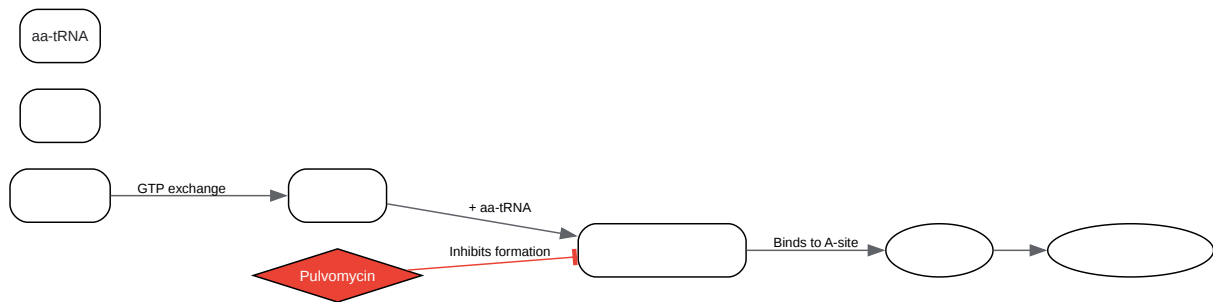 aa-tRNA
GTP exchange
+ aa-tRNA
Inhibits formation
Binds to A-site
Pulvomycin